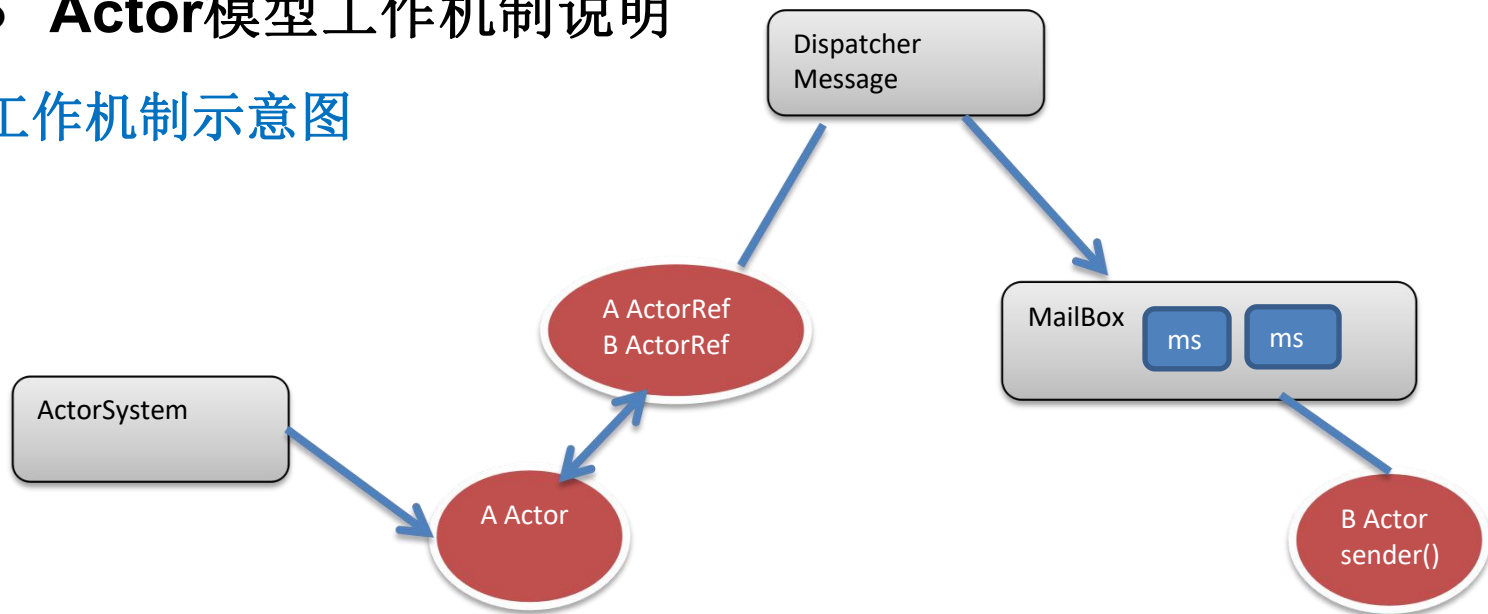 Actor模型工作机制说明
工作机制示意图
Dispatcher
Message
A ActorRef
B ActorRef
MailBox
ms
ms
ActorSystem
A Actor
B Actor
sender()